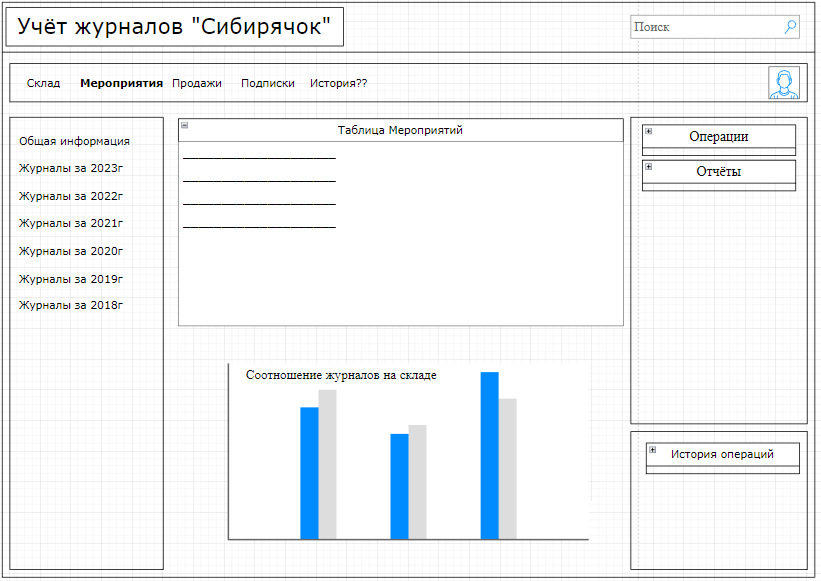 Учёт журналов "Сибирячок"
Поиск
Склад
Мероприятия
Продажи
Подписки
История??
Общая информация
Журналы за 2023г
Журналы за 2022г
Журналы за 2021г
Журналы за 2020г
Журналы за 2019г
Журналы за 2018г
Таблица Мероприятий
Соотношение журналов на складе
Операции
Отчёты
История операций